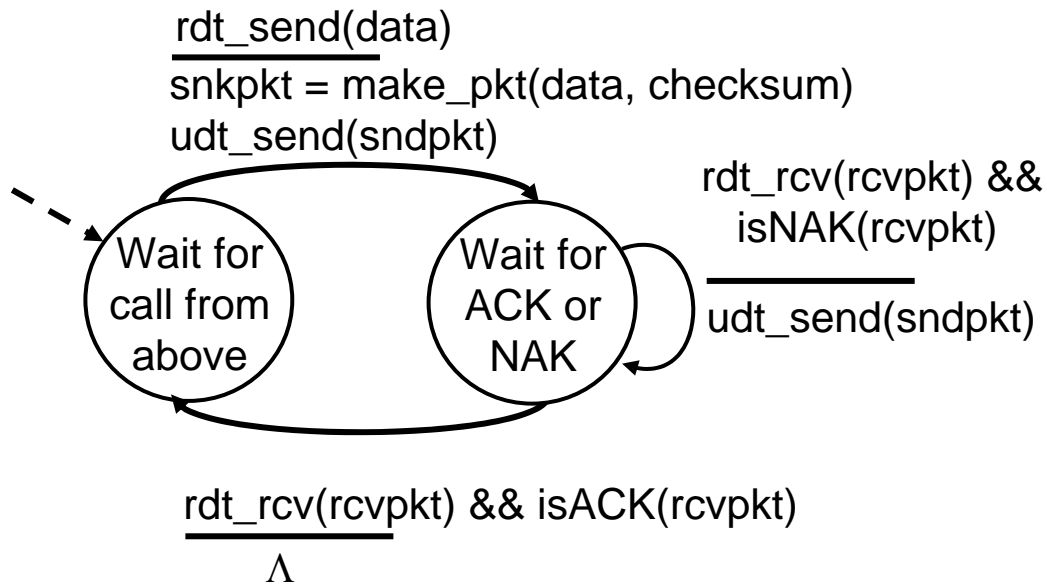 rdt_send(data)
snkpkt = make_pkt(data, checksum)
udt_send(sndpkt)
Wait for
call from
above
Wait for
ACK or
NAK
rdt_rcv(rcvpkt) &&
isNAK(rcvpkt)
udt_send(sndpkt)
rdt_rcv(rcvpkt) && isACK(rcvpkt)
Λ